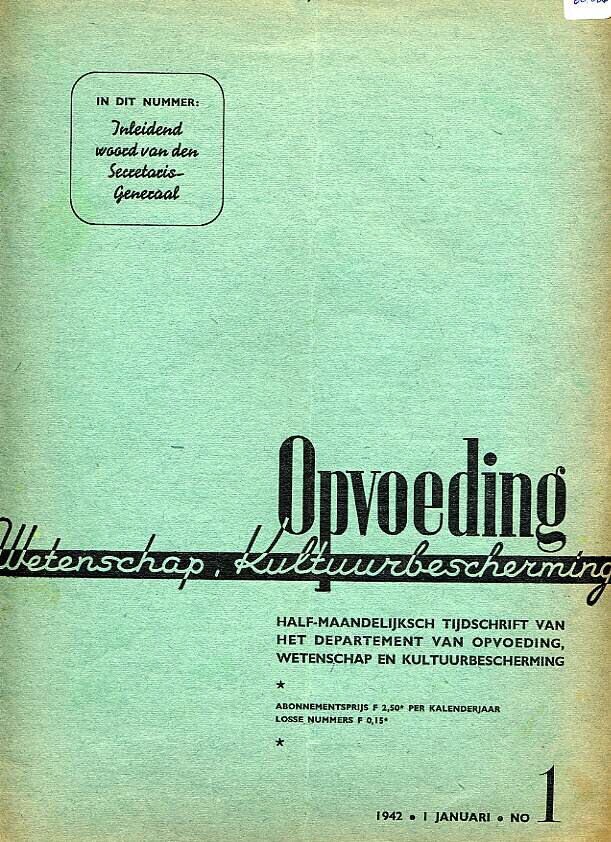 IN DIT NUMMER:
Inleidend
woord van den
Secretaris-
Generaal
Opvoeding
Wetenschap, Kultuurbescherming
HALF-MAANDELIJKSCH TIJDSCHRIFT VAN
HET DEPARTEMENT VAN OPVOEDING,
WETENSCHAP EN KULTUURBESCHERMING
*
ABONNEMENTSPRIJS F 2,50* PER KALENDERJAAR
LOSSE NUMMERS F 0,15*
*
1942 • 1 JANUARI • NO 1